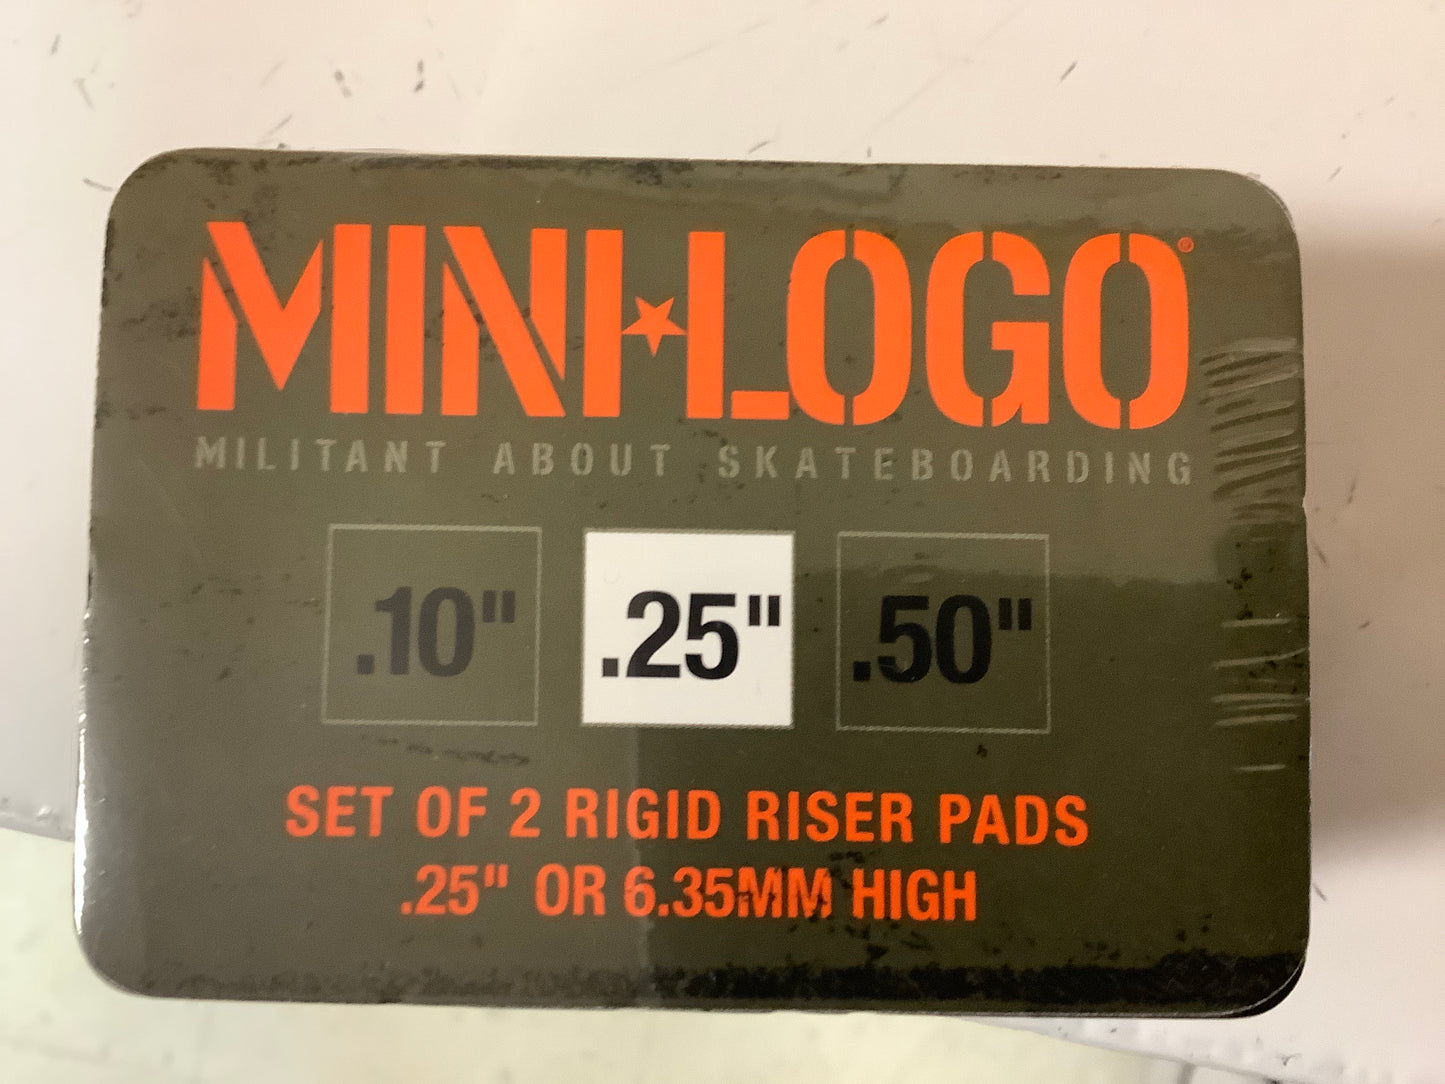 MINI★LOGO®
MILITANT ABOUT SKATEBOARDING
.10" .25" .50"
SET OF 2 RIGID RISER PADS
.25" OR 6.35MM HIGH